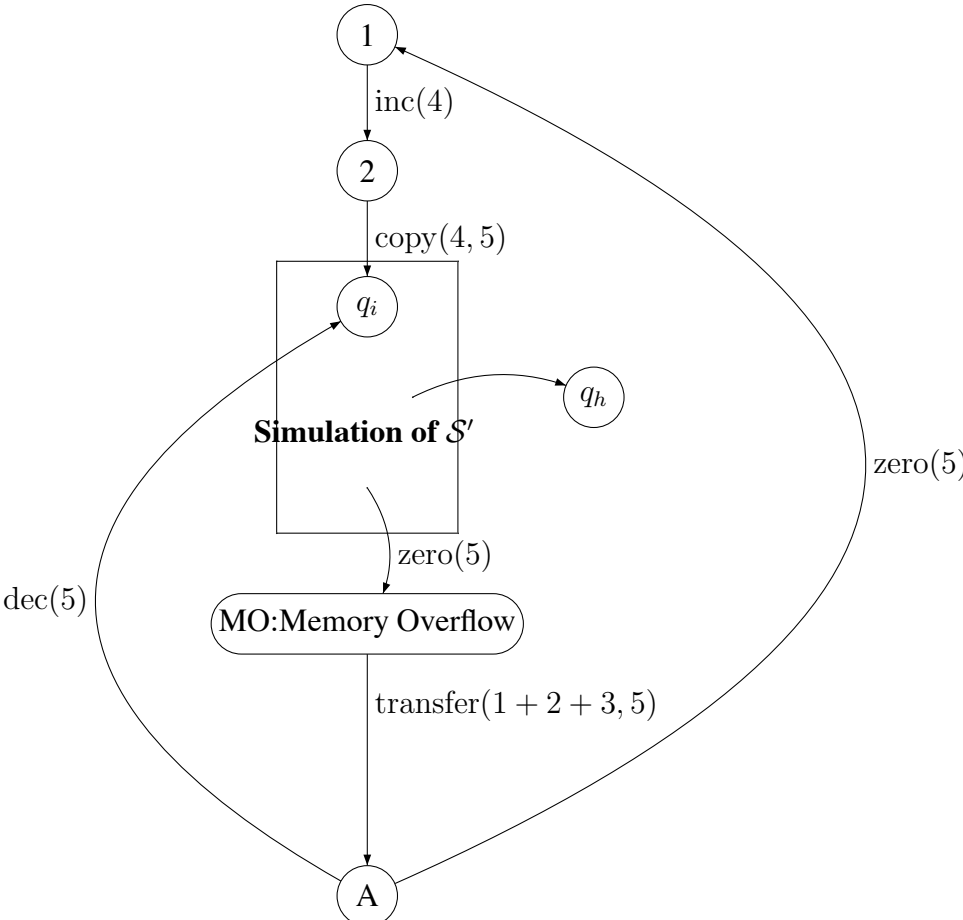 1
inc(4)
2
copy(4, 5)
q_i
q_h
Simulation of 𝒮′
zero(5)
zero(5)
dec(5)
MO:Memory Overflow
transfer(1 + 2 + 3, 5)
A